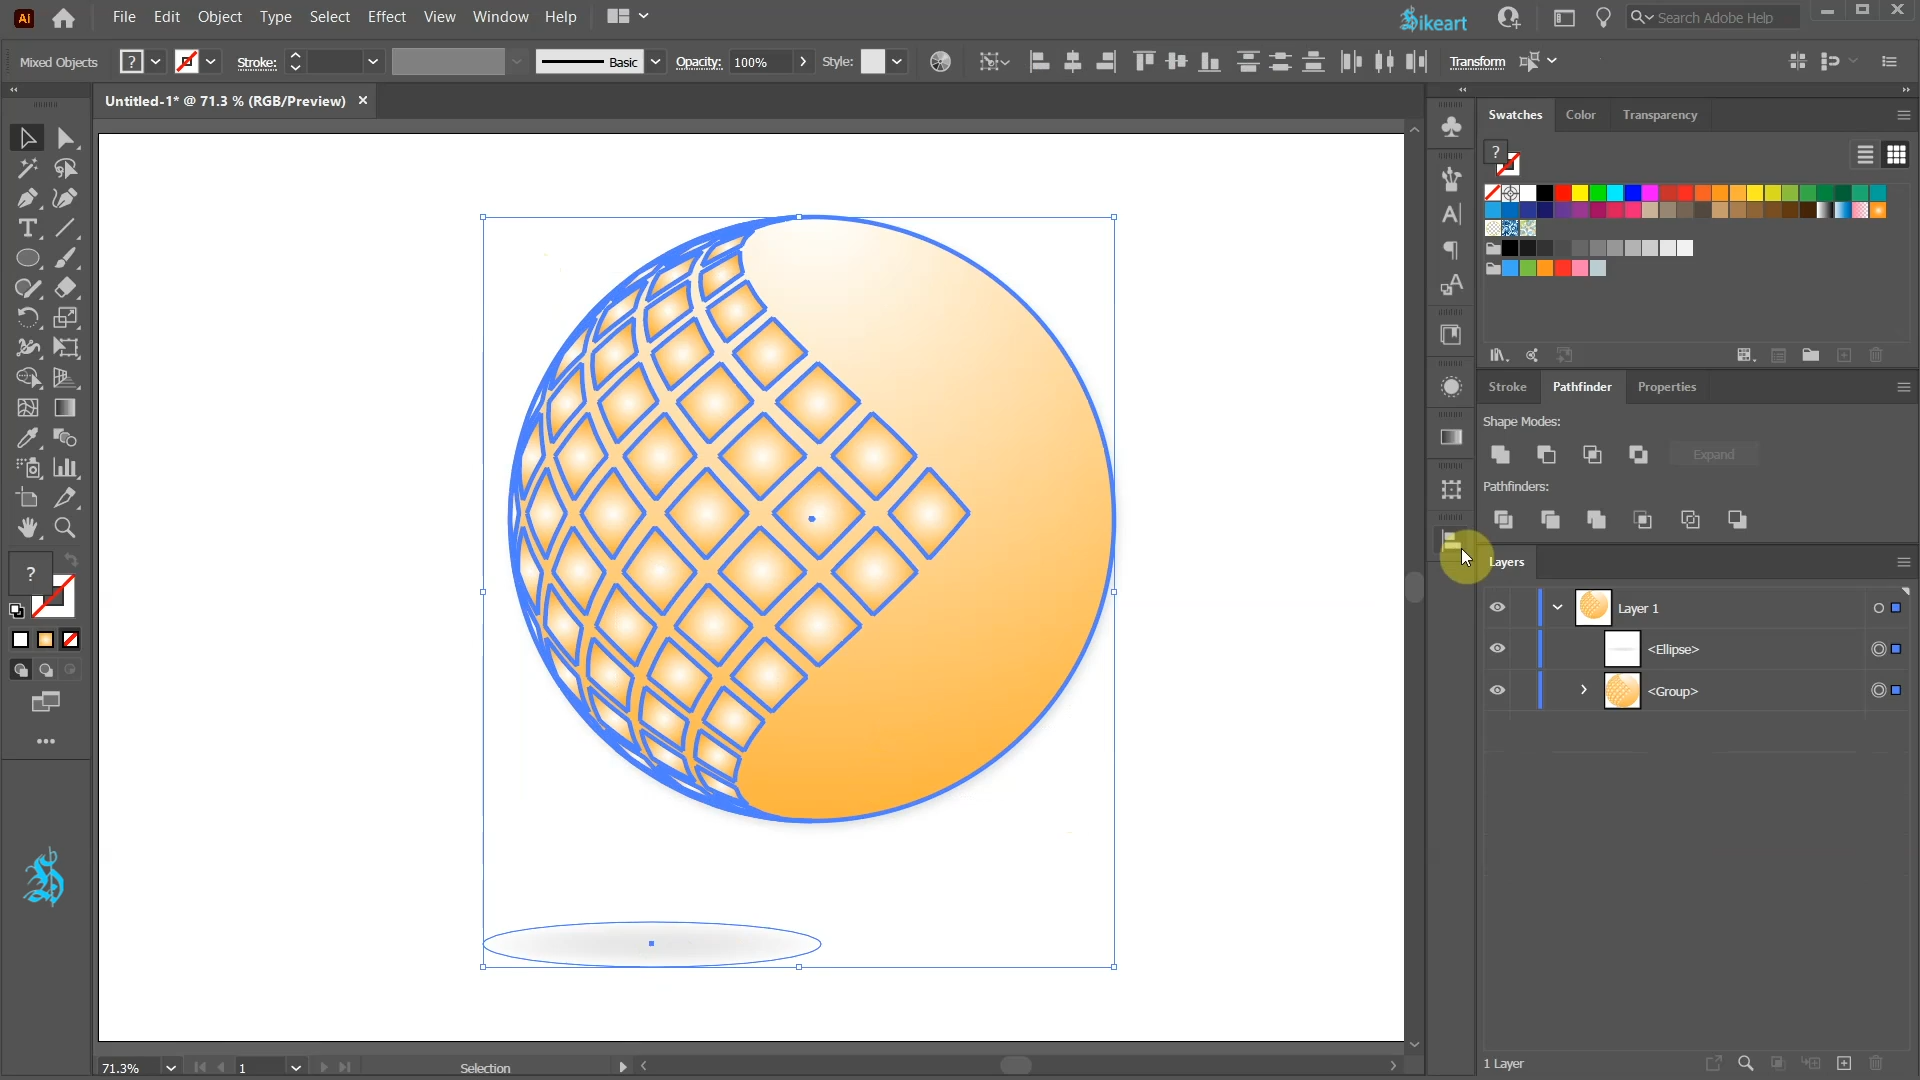 File Edit Object Type Select Effect View Window Help
Sikeart
Search Adobe Help
Mixed Objects
Stroke:
Basic
Opacity:
100%
Style:
Transform
Untitled-1* @ 71.3 % (RGB/Preview)
Swatches
Color
Transparency
Stroke
Pathfinder
Properties
Shape Modes:
Expand
Pathfinders:
Layers
Layer 1
<Ellipse>
<Group>
1 Layer
71.3%
1
Selection